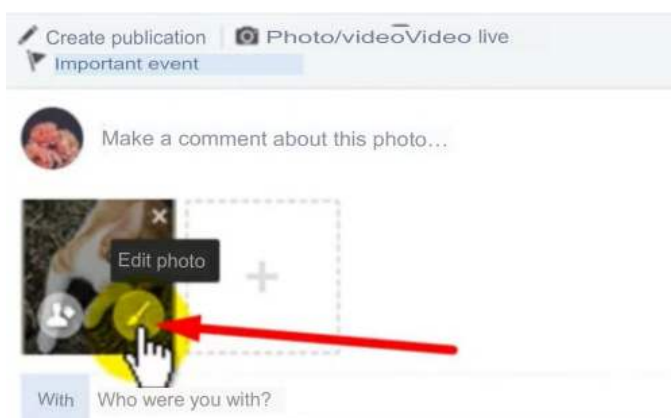 Create publication Photo/videoVideo live
Important event
Make a comment about this photo…
Edit photo
With Who were you with?